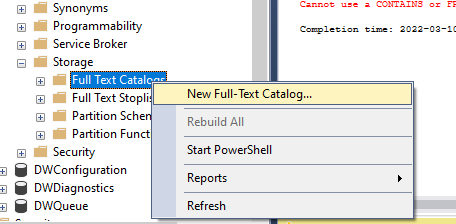 Synonyms
Programmability
Service Broker
Storage
Full Text Catalogs
Full Text Stoplis
Partition Schem
Partition Funct
Security
DWConfiguration
DWDiagnostics
DWQueue
New Full-Text Catalog...
Rebuild All
Start PowerShell
Reports
Refresh
Cannot use a CONTAINS or FR
Completion time: 2022-03-10